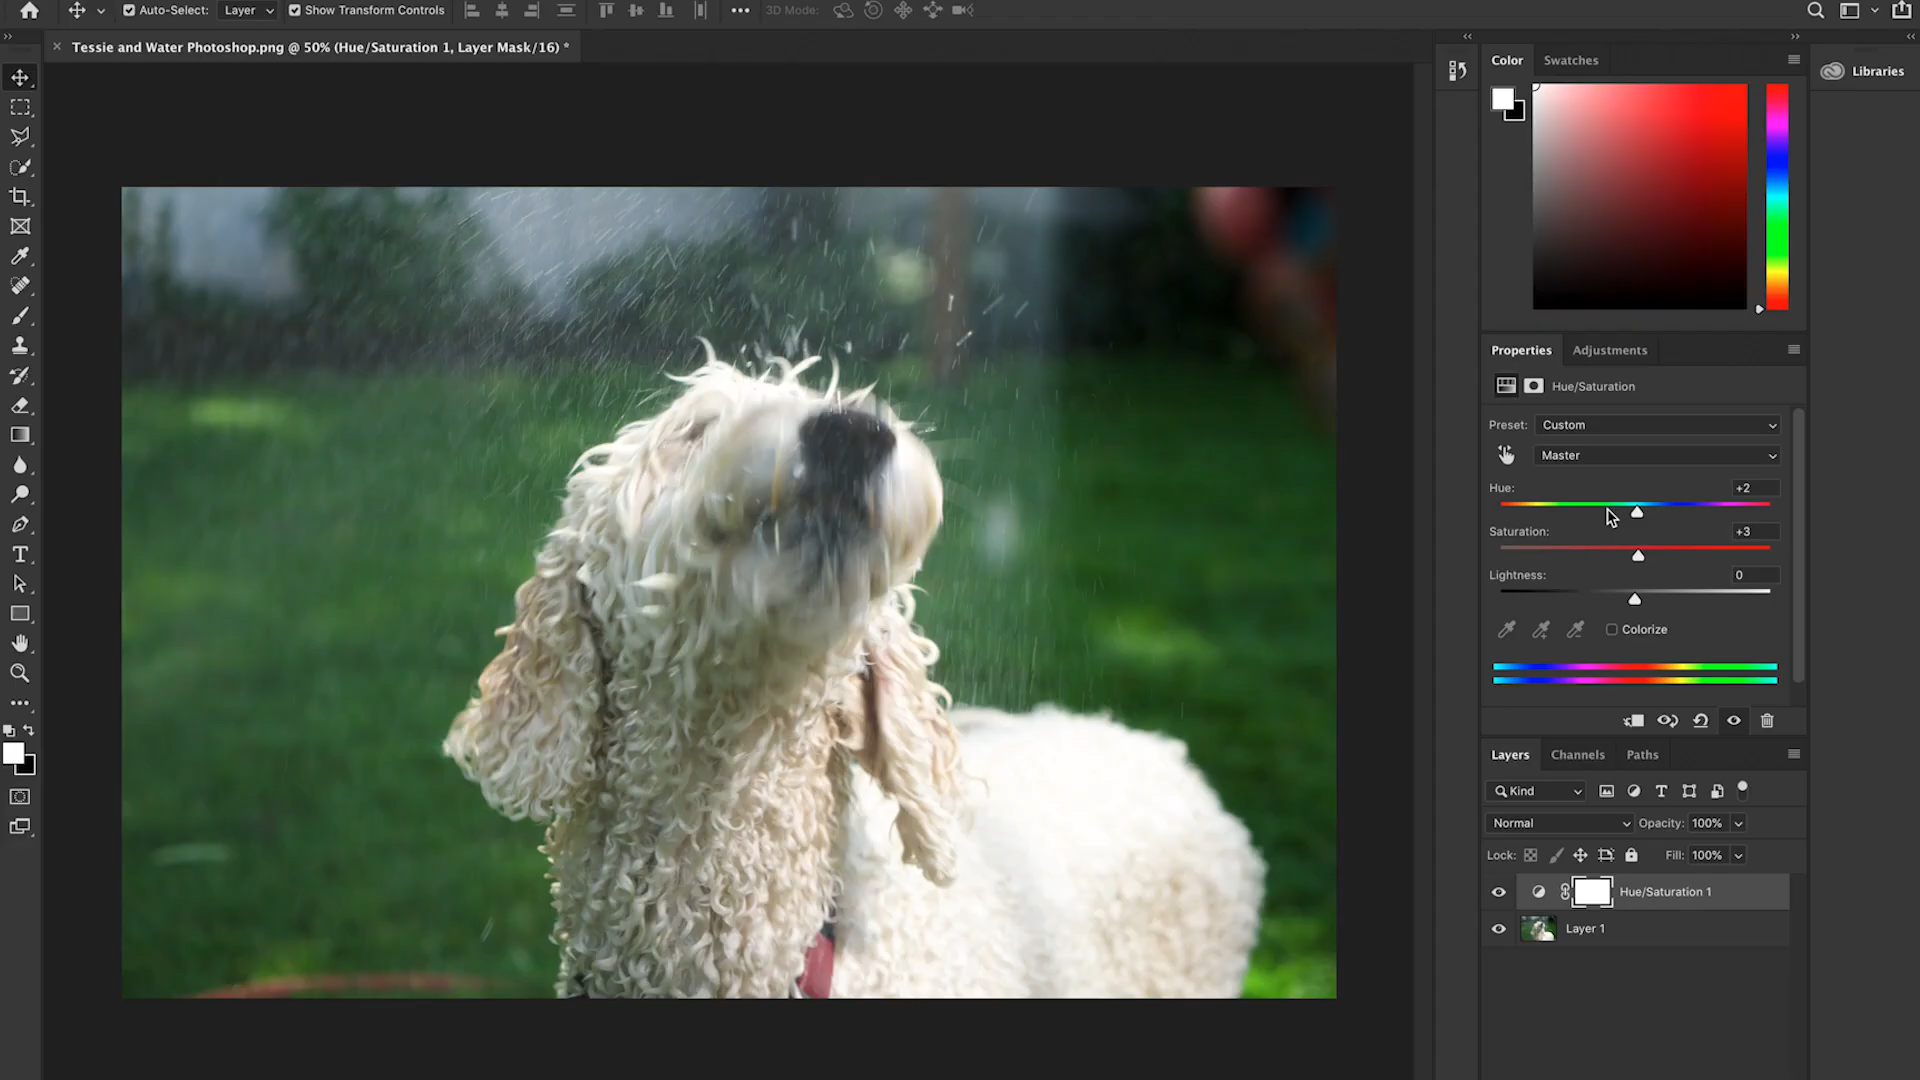 Auto-Select: Layer Show Transform Controls 3D Mode:
Tessie and Water Photoshop.png @ 50% (Hue/Saturation 1, Layer Mask/16) *
Color Swatches
Libraries
Properties Adjustments
Hue/Saturation
Preset: Custom
Master
Hue: +2
Saturation: +3
Lightness: 0
Colorize
Layers Channels Paths
Kind
Normal Opacity: 100%
Lock: Fill: 100%
Hue/Saturation 1
Layer 1